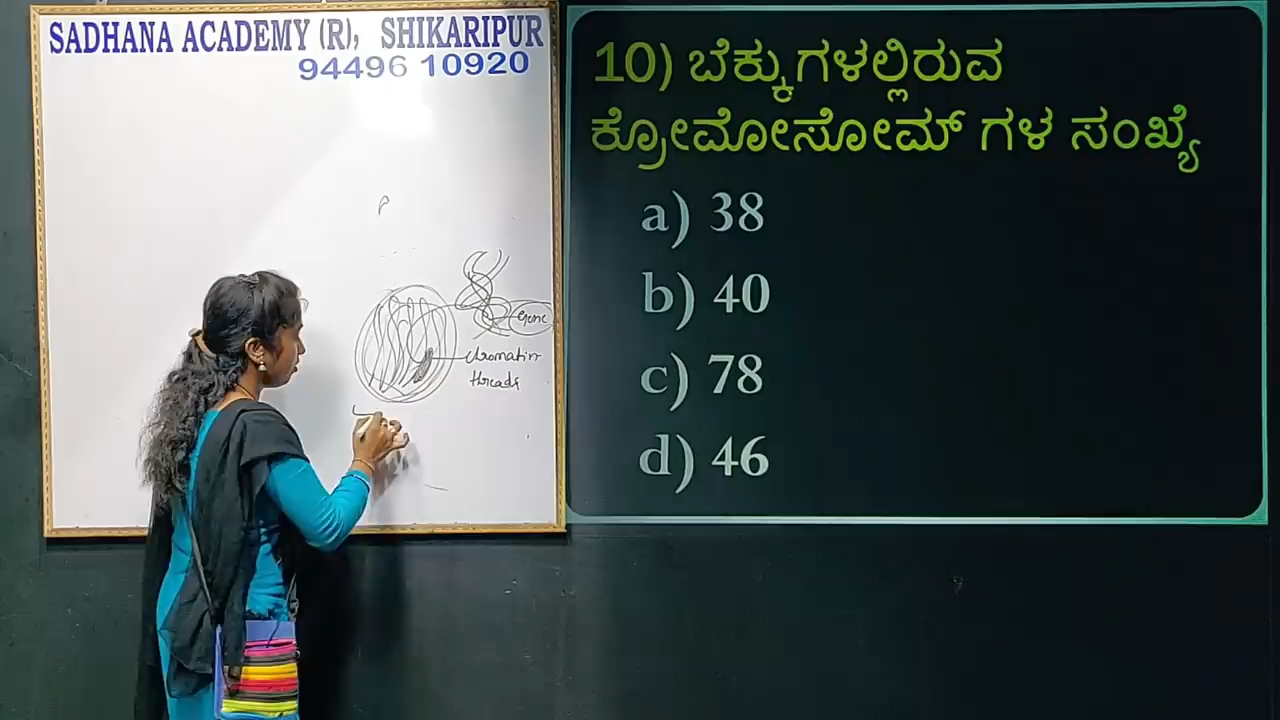 SADHANA ACADEMY (R), SHIKARIPUR
94496 10920
Gene
chromatin
threads
10) ಬೆಕ್ಕುಗಳಲ್ಲಿರುವ
ಕ್ರೋಮೋಸೋಮ್ ಗಳ ಸಂಖ್ಯೆ
a) 38
b) 40
c) 78
d) 46